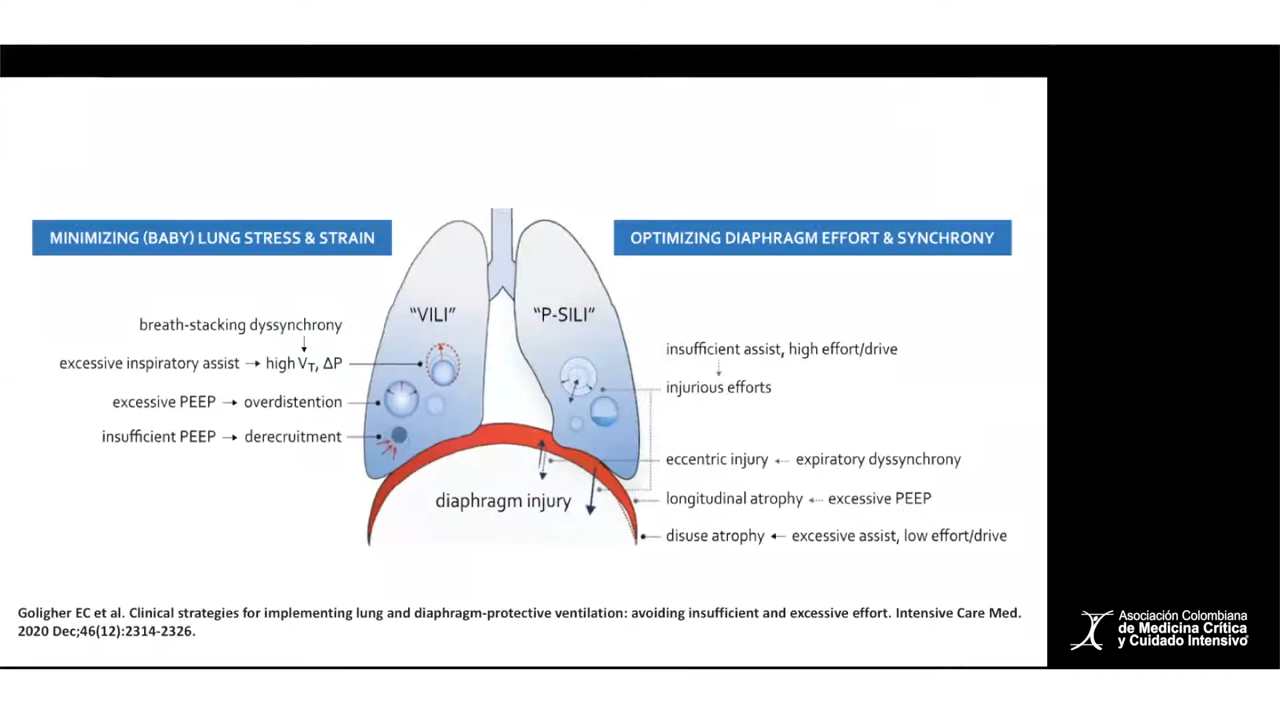 MINIMIZING (BABY) LUNG STRESS & STRAIN
OPTIMIZING DIAPHRAGM EFFORT & SYNCHRONY
"VILI"
"P-SILI"
breath-stacking dyssynchrony
excessive inspiratory assist → high VT, ΔP
excessive PEEP → overdistention
insufficient PEEP → derecruitment
insufficient assist, high effort/drive
injurious efforts
eccentric injury ← expiratory dyssynchrony
longitudinal atrophy ← excessive PEEP
disuse atrophy ← excessive assist, low effort/drive
diaphragm injury
Goligher EC et al. Clinical strategies for implementing lung and diaphragm-protective ventilation: avoiding insufficient and excessive effort. Intensive Care Med.
2020 Dec;46(12):2314-2326.
Asociación Colombiana
de Medicina Crítica
y Cuidado Intensivo